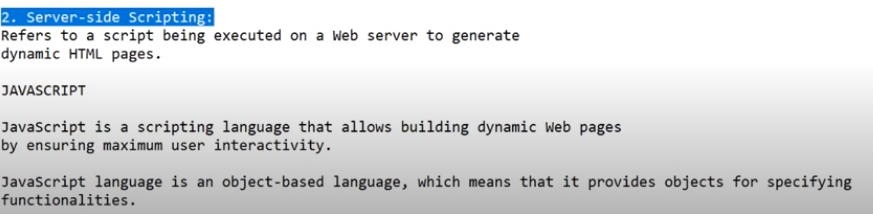 2. Server-side Scripting:
Refers to a script being executed on a Web server to generate
dynamic HTML pages.
JAVASCRIPT
JavaScript is a scripting language that allows building dynamic Web pages
by ensuring maximum user interactivity.
JavaScript language is an object-based language, which means that it provides objects for specifying
functionalities.